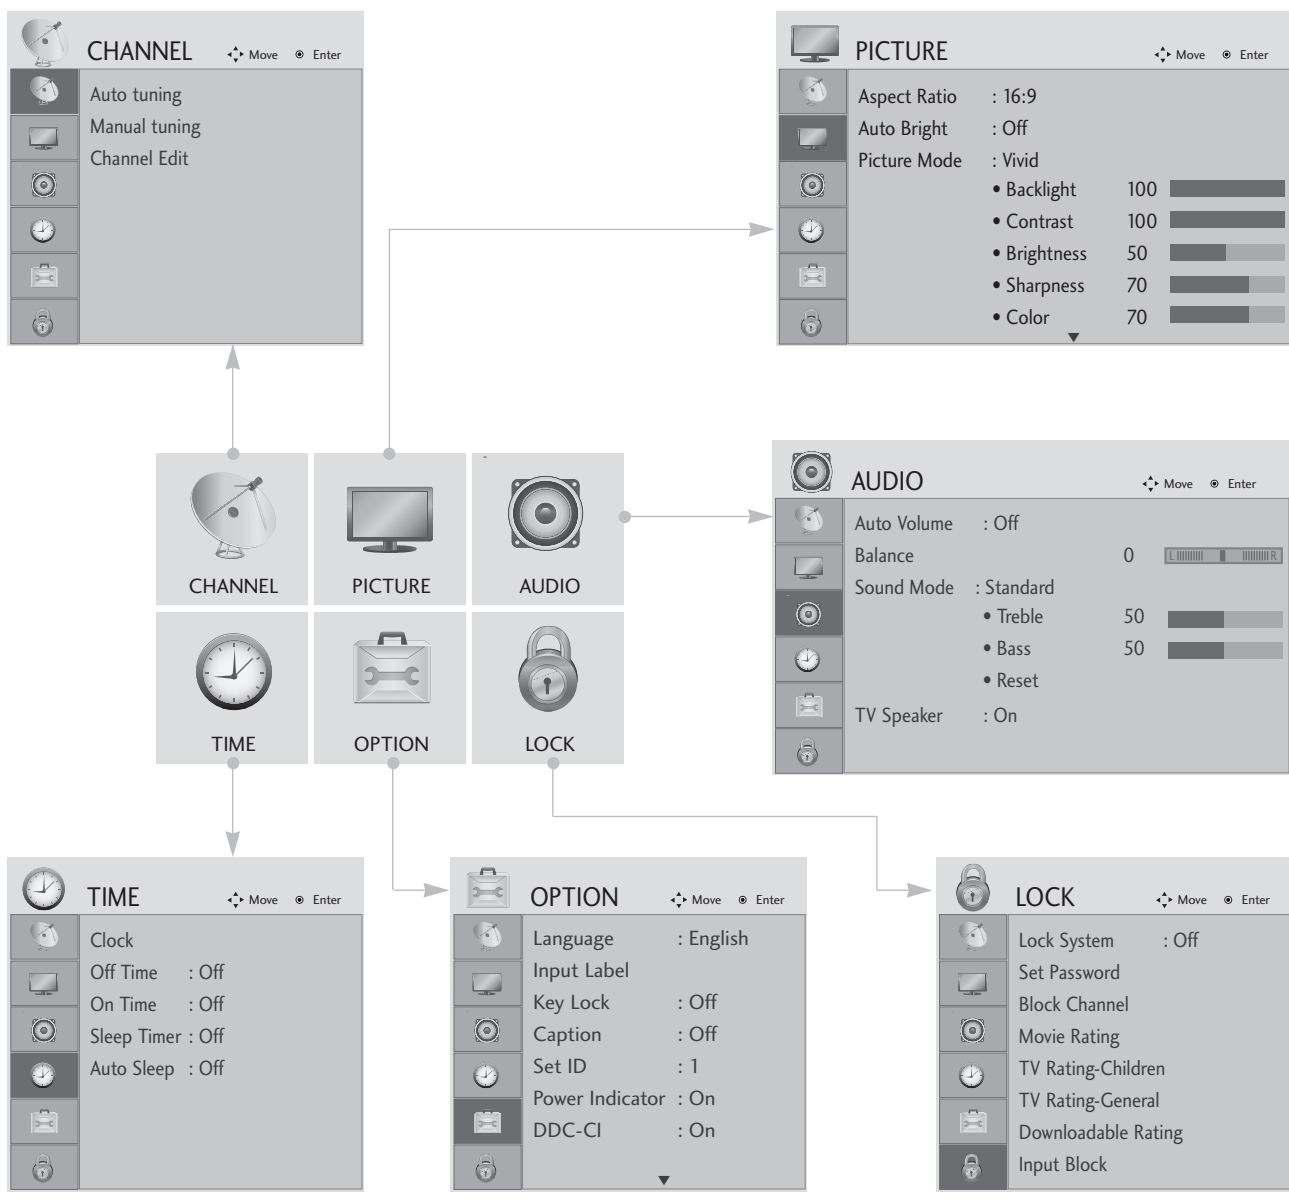 CHANNEL Move Enter
Auto tuning
Manual tuning
Channel Edit
PICTURE Move Enter
Aspect Ratio : 16:9
Auto Bright : Off
Picture Mode : Vivid
• Backlight 100
• Contrast 100
• Brightness 50
• Sharpness 70
• Color 70
CHANNEL
PICTURE
AUDIO
TIME
OPTION
LOCK
AUDIO Move Enter
Auto Volume : Off
Balance 0 L R
Sound Mode : Standard
• Treble 50
• Bass 50
• Reset
TV Speaker : On
TIME Move Enter
Clock
Off Time : Off
On Time : Off
Sleep Timer : Off
Auto Sleep : Off
OPTION Move Enter
Language : English
Input Label
Key Lock : Off
Caption : Off
Set ID : 1
Power Indicator : On
DDC-CI : On
LOCK Move Enter
Lock System : Off
Set Password
Block Channel
Movie Rating
TV Rating-Children
TV Rating-General
Downloadable Rating
Input Block